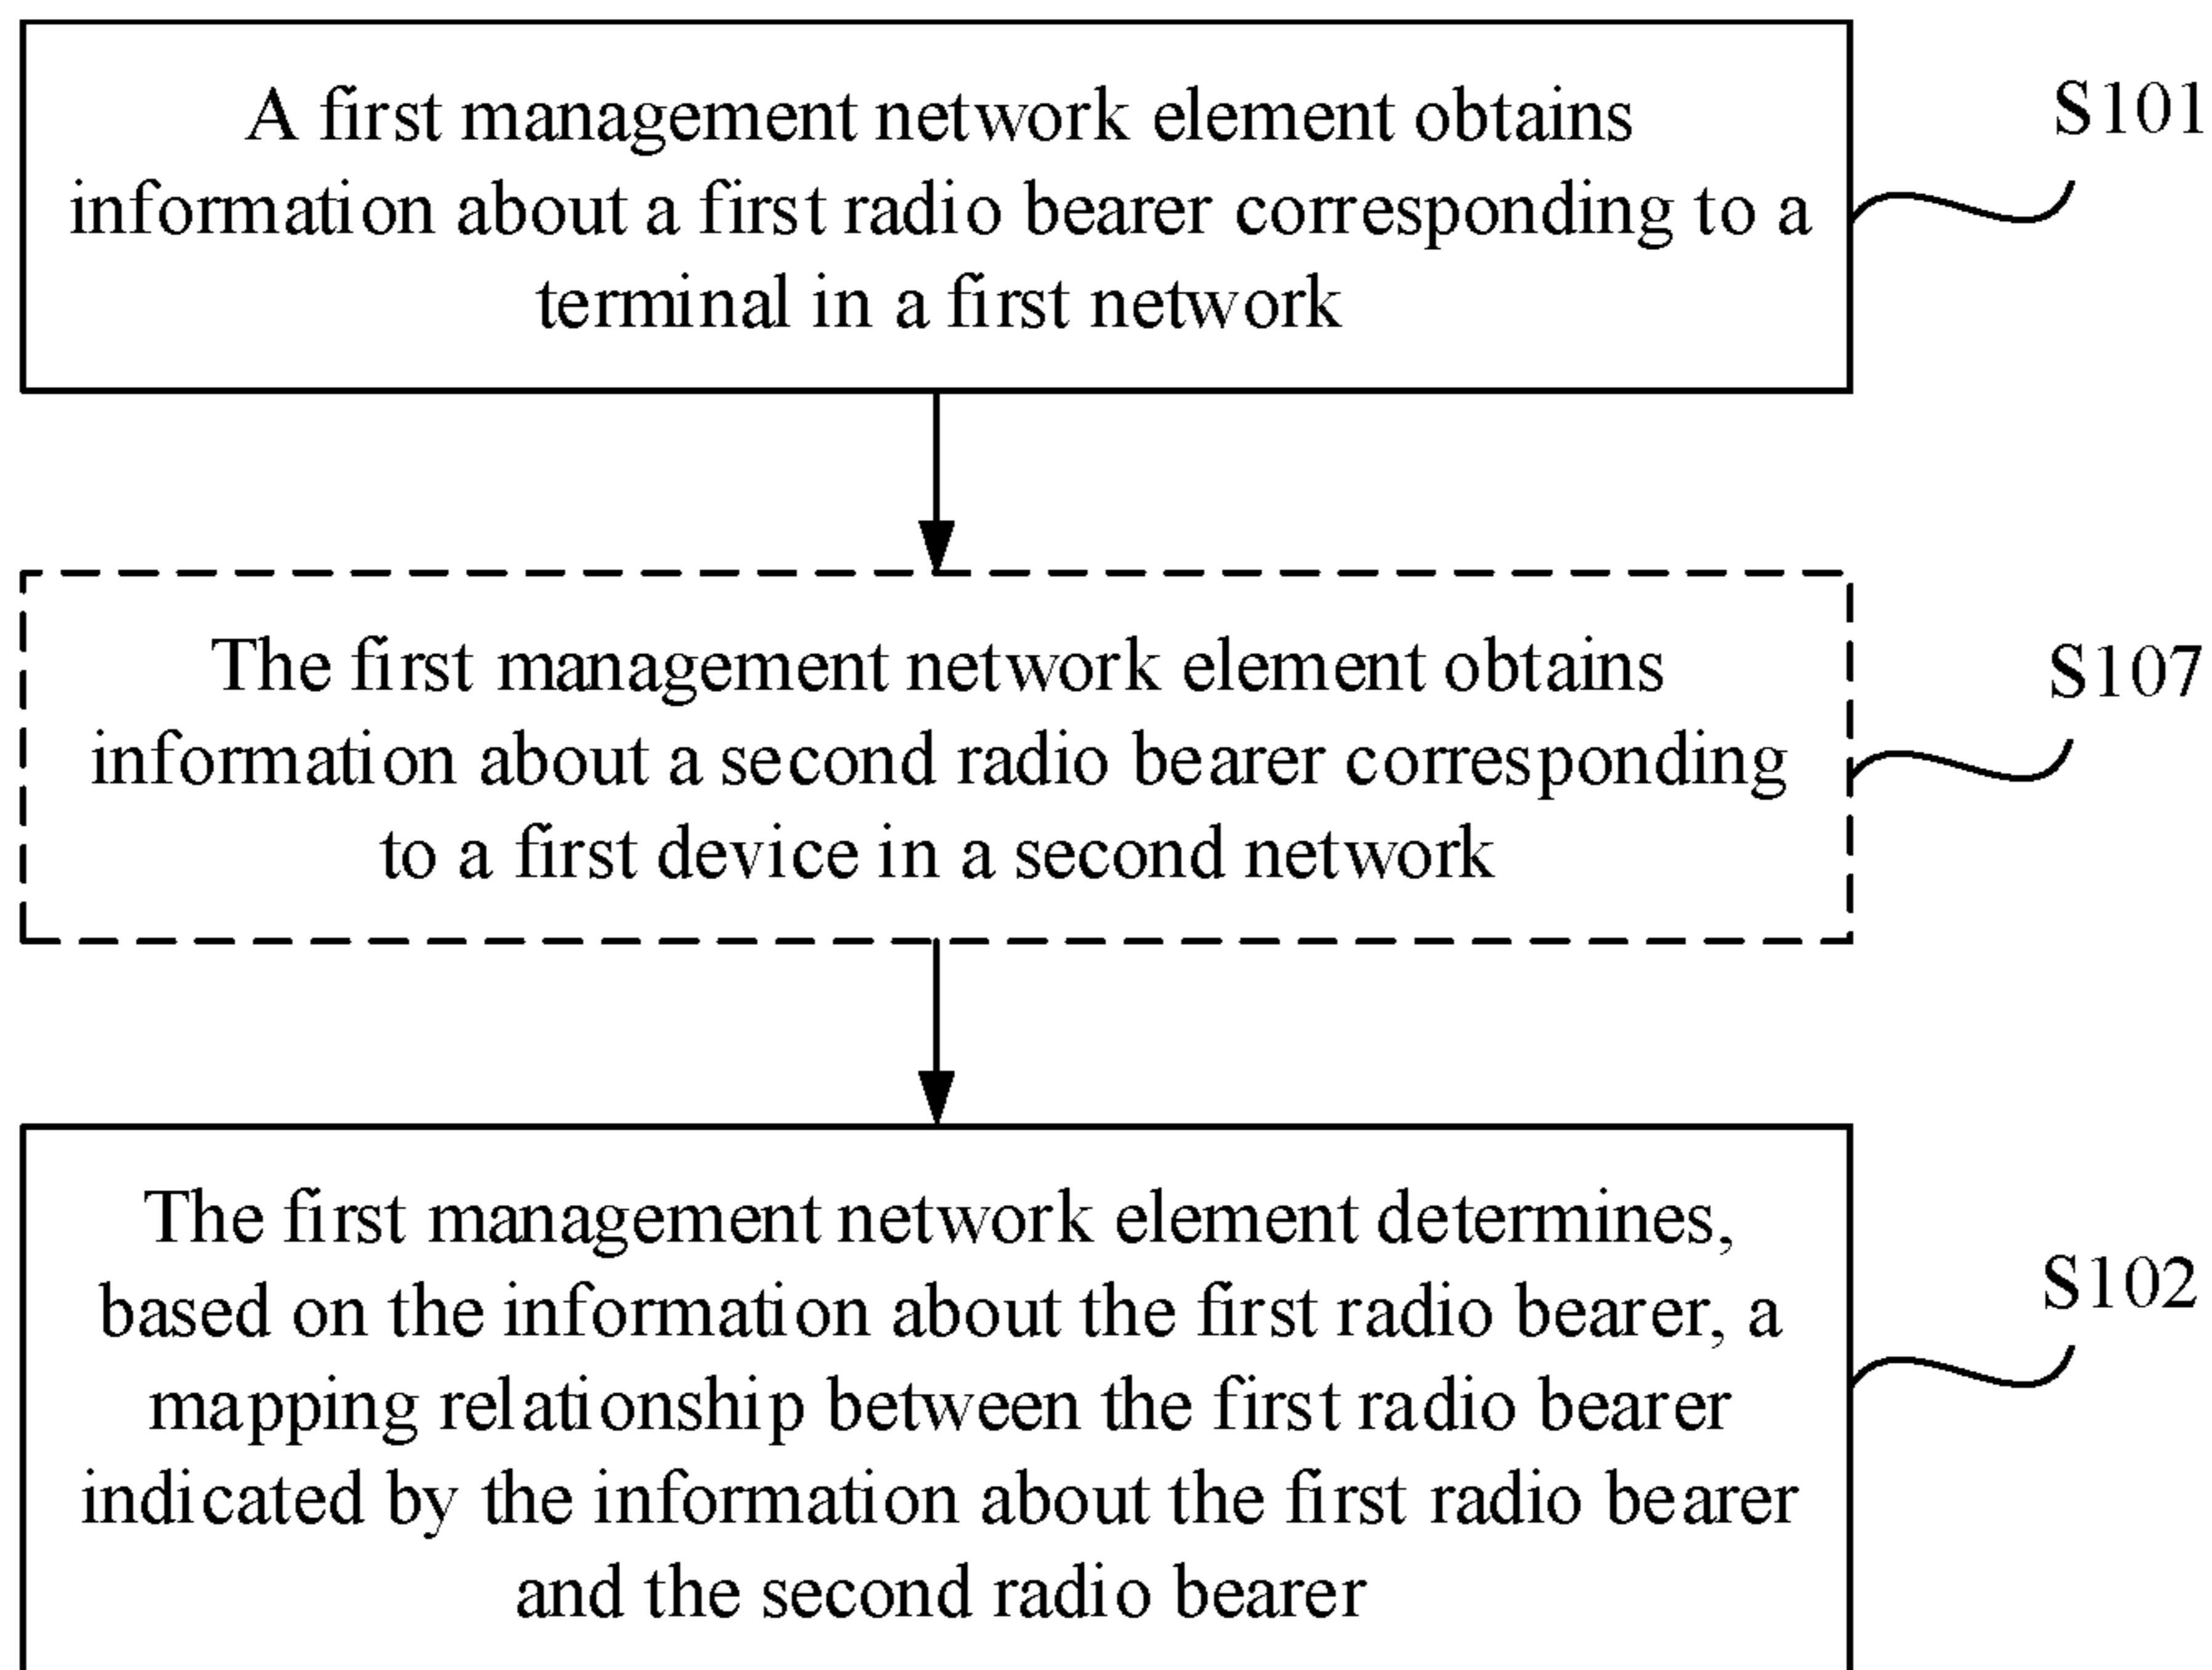 A first management network element obtains
information about a first radio bearer corresponding to a
terminal in a first network
S101
The first management network element obtains
information about a second radio bearer corresponding
to a first device in a second network
S107
The first management network element determines,
based on the information about the first radio bearer, a
mapping relationship between the first radio bearer
indicated by the information about the first radio bearer
and the second radio bearer
S102